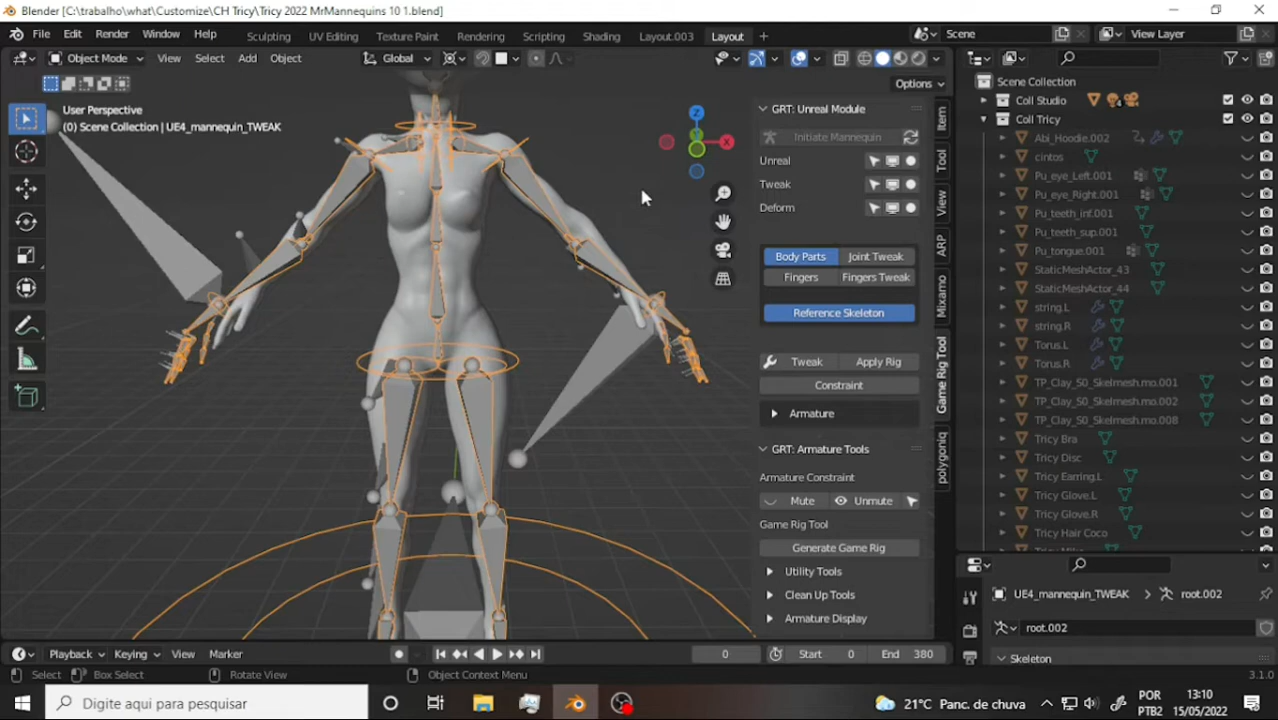 Blender [C:\trabalho\what\Customize\CH Tricy\Tricy 2022 MrMannequins 10 1.blend]
File Edit Render Window Help Sculpting UV Editing Texture Paint Rendering Compositing Scripting Shading Layout.003 Layout Scene View Layer
Object Mode View Select Add Object Global
Options
User Perspective
(0) Scene Collection | UE4_mannequin_TWEAK
X
Z
GRT: Unreal Module
Initiate Mannequin
Unreal
Tweak
Deform
Body Parts Joint Tweak
Fingers Fingers Tweak
Reference Skeleton
Tweak Apply Rig
Constraint
Armature
GRT: Armature Tools
Armature Constraint
Mute Unmute
Game Rig Tool
Generate Game Rig
Utility Tools
Clean Up Tools
Armature Display
Item
Tool
View
ARP
Mixamo
Game Rig Tool
polygoniq
Scene Collection
Coll Studio 4
Coll Tricy
Abi_Hoodie.002
cintos
Pu_eye_Left.001
Pu_eye_Right.001
Pu_teeth_inf.001
Pu_teeth_sup.001
Pu_tongue.001
StaticMeshActor_43
StaticMeshActor_44
string.L
string.R
Torus.L
Torus.R
TP_Clay_S0_Skelmesh.mo.001
TP_Clay_S0_Skelmesh.mo.002
TP_Clay_S0_Skelmesh.mo.008
Tricy Bra
Tricy Disc
Tricy Earring.L
Tricy Glove.L
Tricy Glove.R
Tricy Hair Coco
UE4_mannequin_TWEAK root.002
root.002
Skeleton
Playback Keying View Marker 0 Start 0 End 380
Select Box Select Rotate View Object Context Menu 3.1.0
Digite aqui para pesquisar
21°C Panc. de chuva
POR
PTB2
13:10
15/05/2022